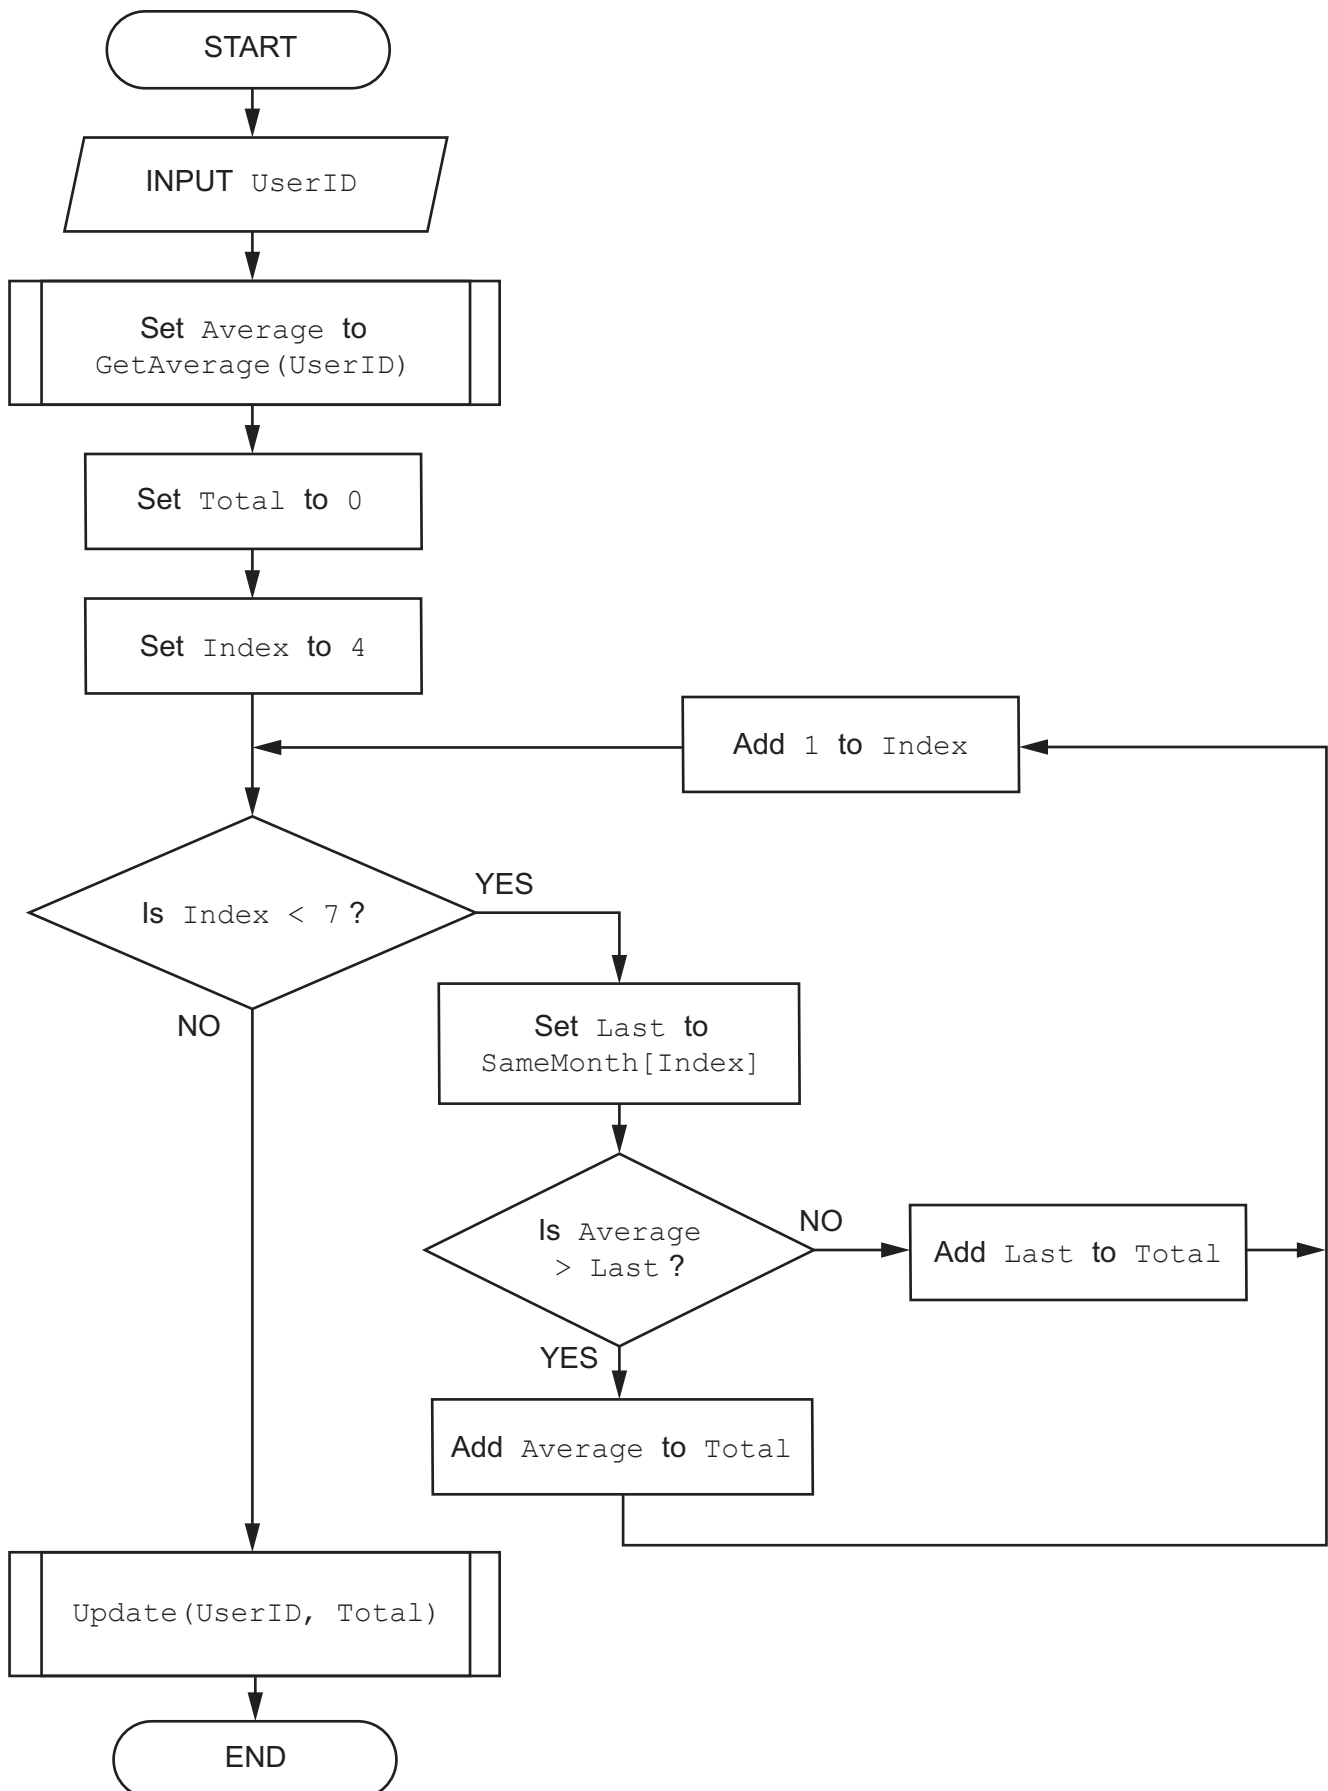 START
INPUT UserID
Set Average to
GetAverage(UserID)
Set Total to 0
Set Index to 4
Add 1 to Index
Is Index < 7 ?
YES
NO
Set Last to
SameMonth[Index]
Is Average
> Last ?
NO
Add Last to Total
YES
Add Average to Total
Update(UserID, Total)
END